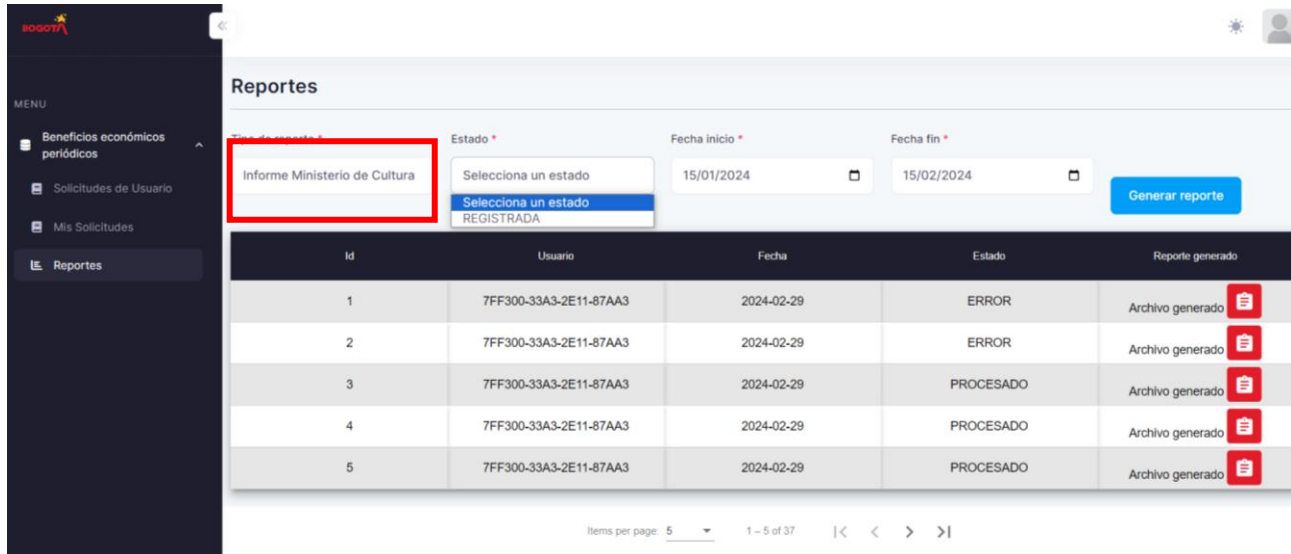 BOGOTÁ
MENU
Beneficios económicos
periódicos
Solicitudes de Usuario
Mis Solicitudes
Reportes
Reportes
Tipo de reporte * Estado * Fecha inicio * Fecha fin *
Informe Ministerio de Cultura Selecciona un estado 15/01/2024 15/02/2024
Selecciona un estado
REGISTRADA
Generar reporte
Id Usuario Fecha Estado Reporte generado
1 7FF300-33A3-2E11-87AA3 2024-02-29 ERROR Archivo generado
2 7FF300-33A3-2E11-87AA3 2024-02-29 ERROR Archivo generado
3 7FF300-33A3-2E11-87AA3 2024-02-29 PROCESADO Archivo generado
4 7FF300-33A3-2E11-87AA3 2024-02-29 PROCESADO Archivo generado
5 7FF300-33A3-2E11-87AA3 2024-02-29 PROCESADO Archivo generado
Items per page: 5 1 – 5 of 37